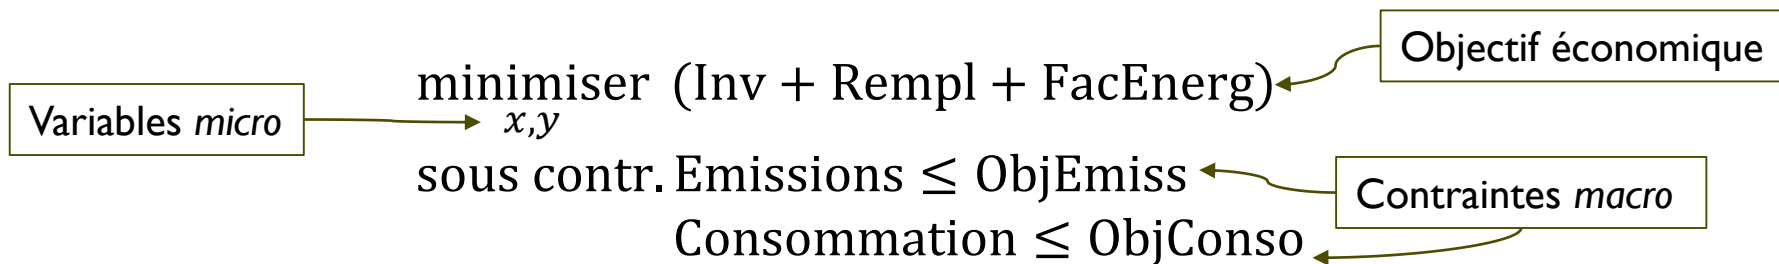 Objectif économique
minimiser (Inv + Rempl + FacEnerg)
x,y
Variables micro
sous contr. Emissions ≤ ObjEmiss
Contraintes macro
Consommation ≤ ObjConso